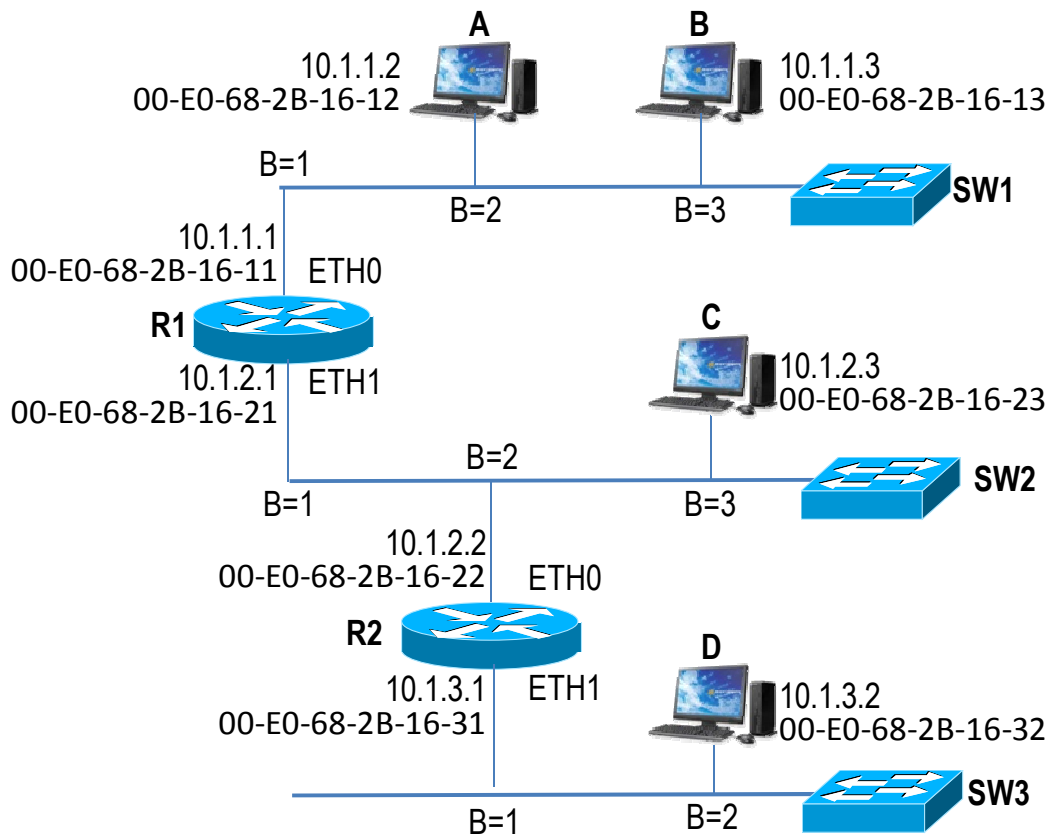 A
B
10.1.1.2
00-E0-68-2B-16-12
10.1.1.3
00-E0-68-2B-16-13
B=1
B=2
B=3
SW1
10.1.1.1
00-E0-68-2B-16-11
ETH0
R1
C
10.1.2.1
00-E0-68-2B-16-21
ETH1
10.1.2.3
00-E0-68-2B-16-23
B=2
B=1
B=3
SW2
10.1.2.2
00-E0-68-2B-16-22
ETH0
R2
D
10.1.3.1
00-E0-68-2B-16-31
ETH1
10.1.3.2
00-E0-68-2B-16-32
SW3
B=1
B=2